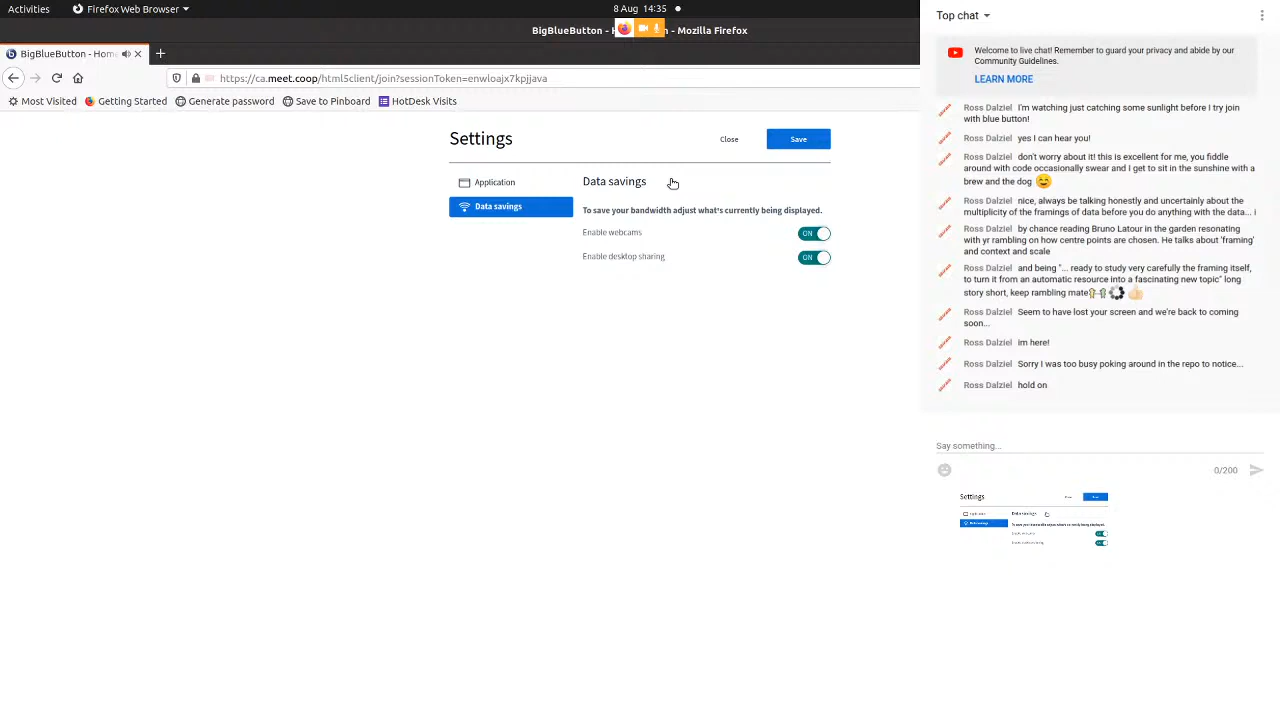 Activities
Firefox Web Browser
8 Aug 14:35
BigBlueButton - H
n - Mozilla Firefox
BigBlueButton - Hom
https://ca.meet.coop/html5client/join?sessionToken=enwloajx7kpjjava
Most Visited
Getting Started
Generate password
Save to Pinboard
HotDesk Visits
Settings
Close
Save
Application
Data savings
Data savings
To save your bandwidth adjust what's currently being displayed.
Enable webcams
ON
Enable desktop sharing
ON
Top chat
Welcome to live chat! Remember to guard your privacy and abide by our
Community Guidelines.
LEARN MORE
Ross Dalziel I'm watching just catching some sunlight before I try join
with blue button!
Ross Dalziel yes I can hear you!
Ross Dalziel don't worry about it! this is excellent for me, you fiddle
around with code occasionally swear and I get to sit in the sunshine with a
brew and the dog
Ross Dalziel nice, always be talking honestly and uncertainly about the
multiplicity of the framings of data before you do anything with the data... i
Ross Dalziel by chance reading Bruno Latour in the garden resonating
with yr rambling on how centre points are chosen. He talks about 'framing'
and context and scale
Ross Dalziel and being "... ready to study very carefully the framing itself,
to turn it from an automatic resource into a fascinating new topic" long
story short, keep rambling mate
Ross Dalziel Seem to have lost your screen and we're back to coming
soon...
Ross Dalziel im here!
Ross Dalziel Sorry I was too busy poking around in the repo to notice...
Ross Dalziel hold on
Say something...
0/200
Settings
Data savings
Data savings